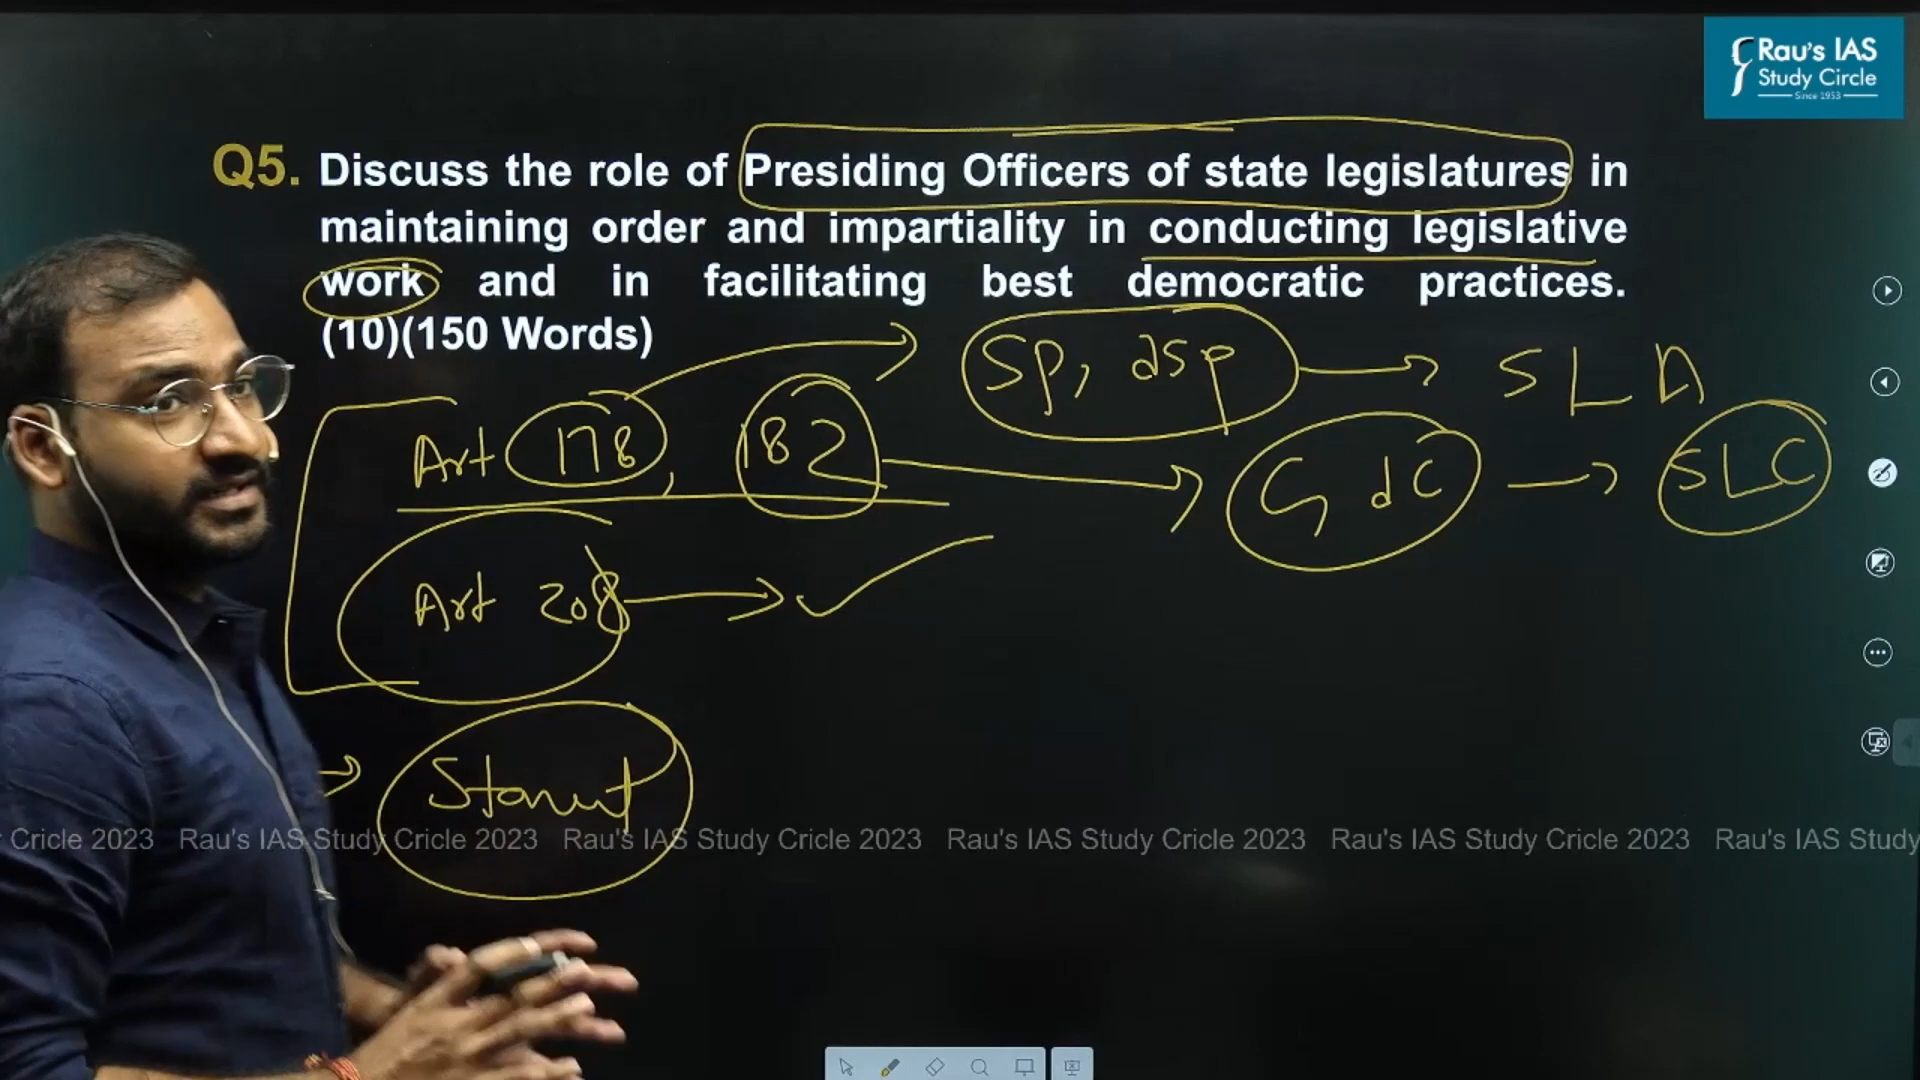 Rau's IAS
Study Circle
Since 1953
Q5. Discuss the role of Presiding Officers of state legislatures in
maintaining order and impartiality in conducting legislative
work and in facilitating best democratic practices.
(10)(150 Words)
SP, dSp → SLA
Art 178, 182 → C, dC → SLC
Art 208 →
Cricle 2023 Rau's IAS Study Cricle 2023 Rau's IAS Study Cricle 2023 Rau's IAS Study Cricle 2023 Rau's IAS Study Cricle 2023 Rau's IAS Study